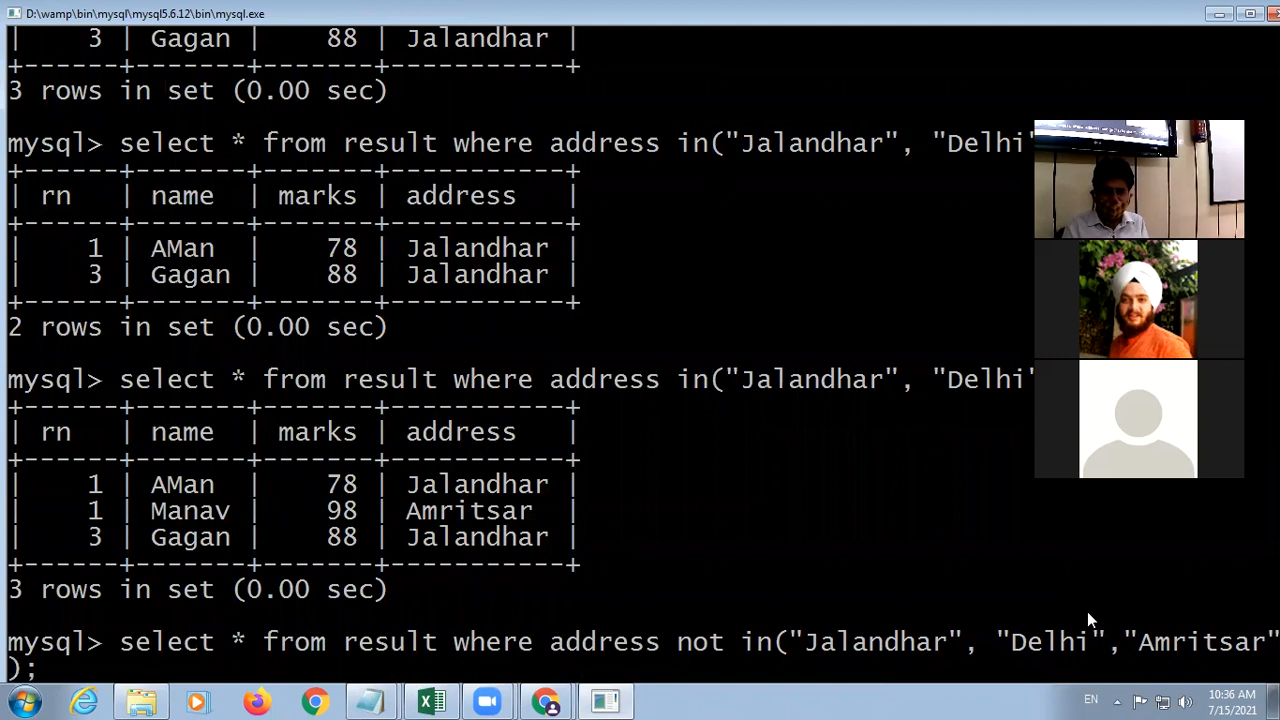 D:\wamp\bin\mysql\mysql5.6.12\bin\mysql.exe
| 3 | Gagan | 88 | Jalandhar |
+------+-------+-------+-----------+
3 rows in set (0.00 sec)
mysql> select * from result where address in("Jalandhar", "Delhi"
+------+-------+-------+-----------+
| rn | name | marks | address |
+------+-------+-------+-----------+
| 1 | AMan | 78 | Jalandhar |
| 3 | Gagan | 88 | Jalandhar |
+------+-------+-------+-----------+
2 rows in set (0.00 sec)
mysql> select * from result where address in("Jalandhar", "Delhi"
+------+-------+-------+-----------+
| rn | name | marks | address |
+------+-------+-------+-----------+
| 1 | AMan | 78 | Jalandhar |
| 1 | Manav | 98 | Amritsar |
| 3 | Gagan | 88 | Jalandhar |
+------+-------+-------+-----------+
3 rows in set (0.00 sec)
mysql> select * from result where address not in("Jalandhar", "Delhi","Amritsar"
);
EN
10:36 AM
7/15/2021